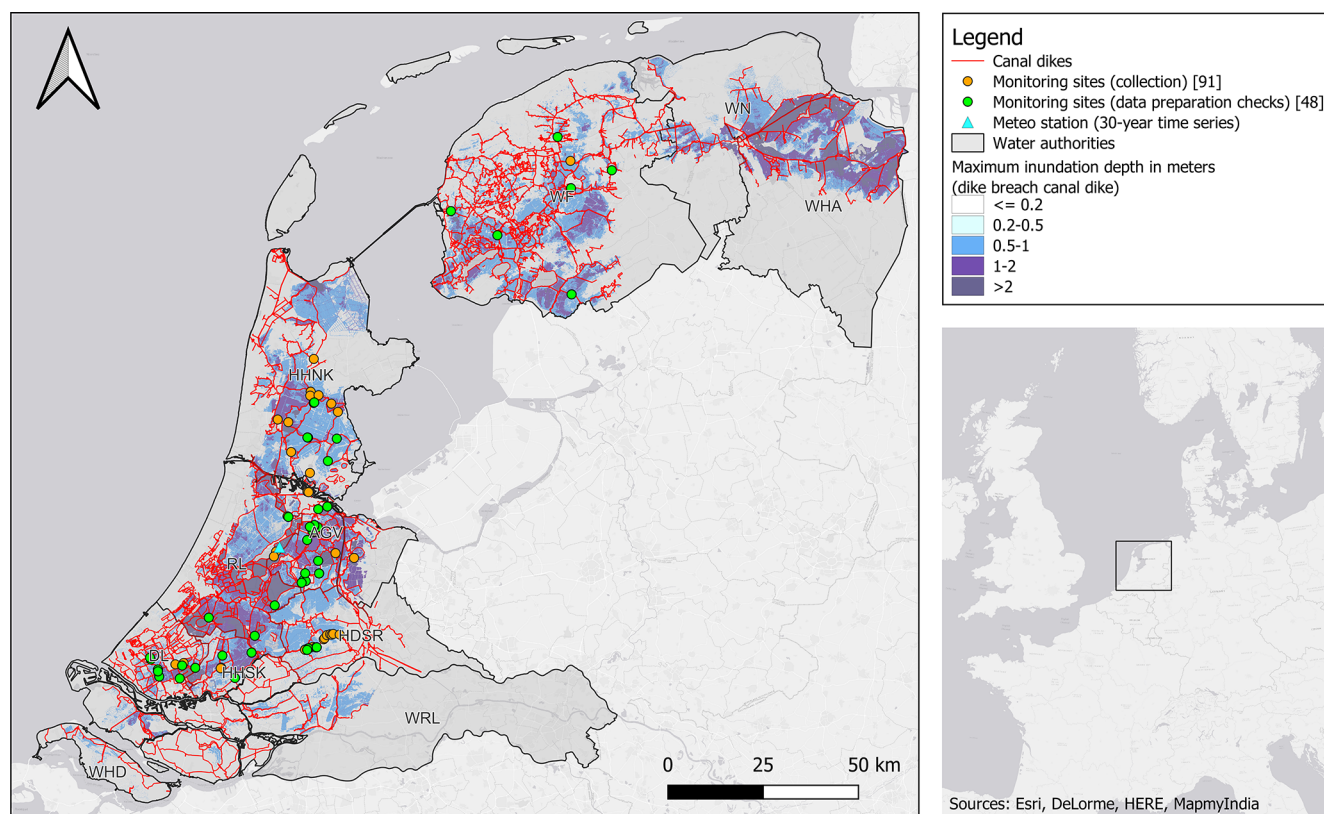 WN
WF
WHA
HHNK
AGV
RL
HDSR
DL
HHSK
WRL
WHD
0 25 50 km
Legend
Canal dikes
Monitoring sites (collection) [91]
Monitoring sites (data preparation checks) [48]
Meteo station (30-year time series)
Water authorities
Maximum inundation depth in meters
(dike breach canal dike)
<= 0.2
0.2-0.5
0.5-1
1-2
>2
Sources: Esri, DeLorme, HERE, MapmyIndia